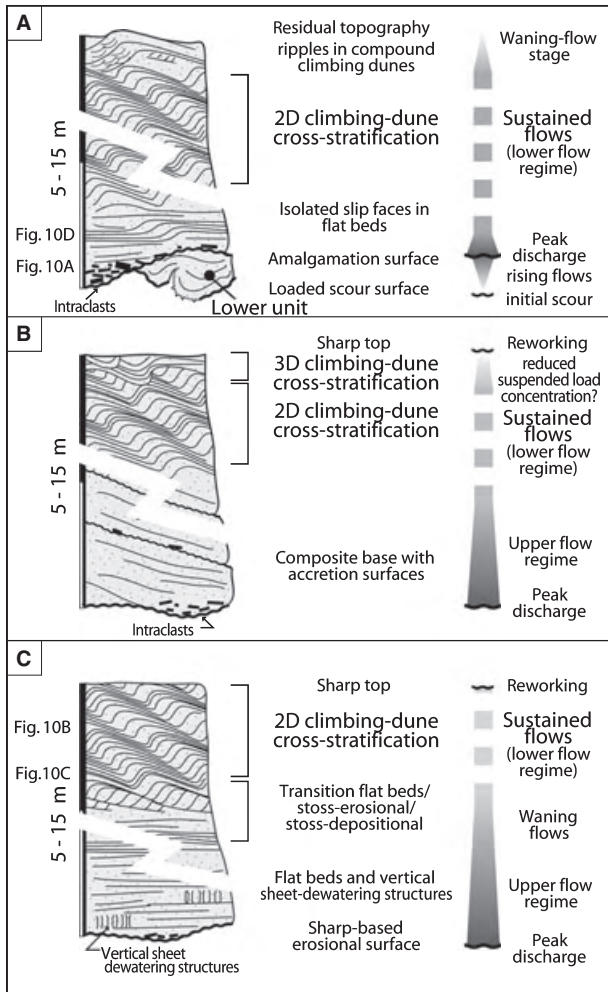 A
Residual topography
ripples in compound
climbing dunes
Waning-flow
stage
2D climbing-dune
cross-stratification
Sustained
flows
(lower flow
regime)
5 - 15 m
Isolated slip faces in
flat beds
Fig. 10D
Peak
discharge
Amalgamation surface
Fig. 10A
rising flows
Loaded scour surface
initial scour
Intraclasts
Lower unit
B
Sharp top
Reworking
3D climbing-dune
cross-stratification
reduced
suspended load
concentration?
2D climbing-dune
cross-stratification
Sustained
flows
(lower flow
regime)
5 - 15 m
Composite base with
accretion surfaces
Upper flow
regime
Peak
discharge
Intraclasts
C
Sharp top
Reworking
Fig. 10B
2D climbing-dune
cross-stratification
Sustained
flows
(lower flow
regime)
Fig.10C
5 - 15 m
Transition flat beds/
stoss-erosional/
stoss-depositional
Waning
flows
Flat beds and vertical
sheet-dewatering structures
Upper flow
regime
Sharp-based
erosional surface
Peak
discharge
Vertical sheet
dewatering structures